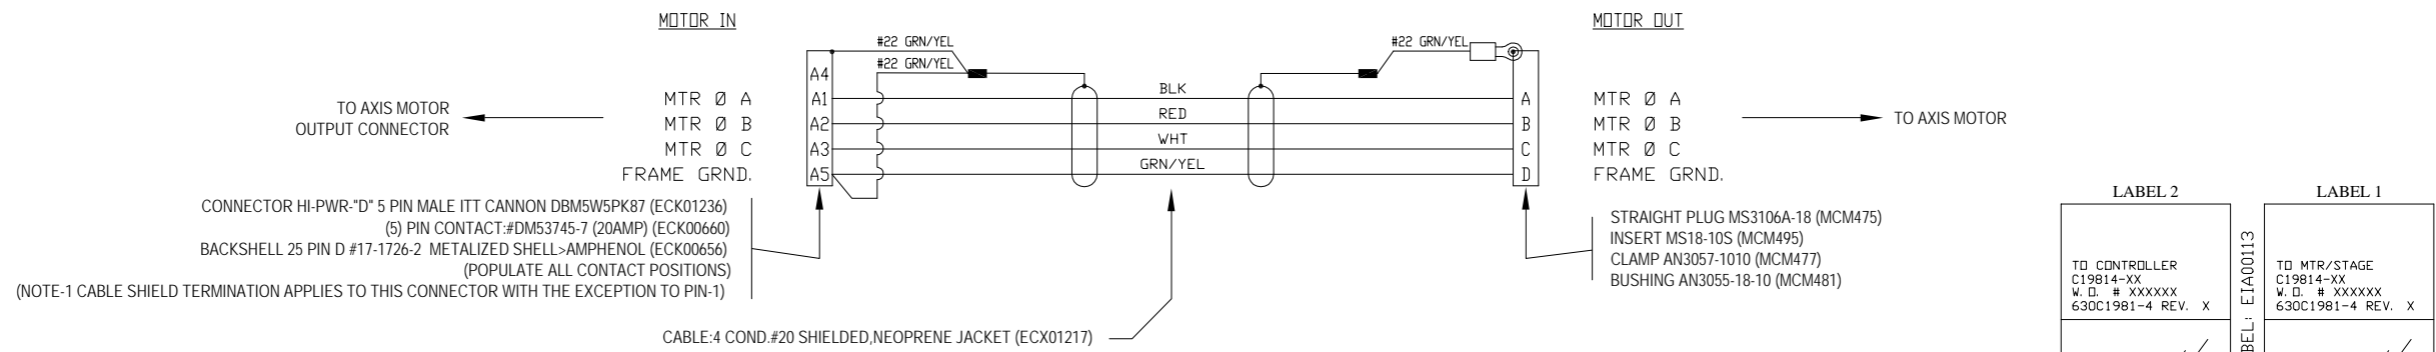 MOTOR IN
MOTOR OUT
#22 GRN/YEL
#22 GRN/YEL
#22 GRN/YEL
A4
MTR Ø A
A1
BLK
A
MTR Ø A
MTR Ø B
A2
RED
B
MTR Ø B
MTR Ø C
A3
WHT
C
MTR Ø C
FRAME GRND.
A5
GRN/YEL
D
FRAME GRND.
TO AXIS MOTOR
OUTPUT CONNECTOR
TO AXIS MOTOR
CONNECTOR HI-PWR-"D" 5 PIN MALE ITT CANNON DBM5W5PK87 (ECK01236)
(5) PIN CONTACT:#DM53745-7 (20AMP) (ECK00660)
BACKSHELL 25 PIN D #17-1726-2 METALIZED SHELL>AMPHENOL (ECK00656)
(POPULATE ALL CONTACT POSITIONS)
(NOTE-1 CABLE SHIELD TERMINATION APPLIES TO THIS CONNECTOR WITH THE EXCEPTION TO PIN-1)
STRAIGHT PLUG MS3106A-18 (MCM475)
INSERT MS18-10S (MCM495)
CLAMP AN3057-1010 (MCM477)
BUSHING AN3055-18-10 (MCM481)
CABLE:4 COND.#20 SHIELDED,NEOPRENE JACKET (ECX01217)
LABEL 2
TO CONTROLLER
C19814-XX
W.O. # XXXXXX
630C1981-4 REV. X
BEL: EIA00113
LABEL 1
TO MTR/STAGE
C19814-XX
W.O. # XXXXXX
630C1981-4 REV. X